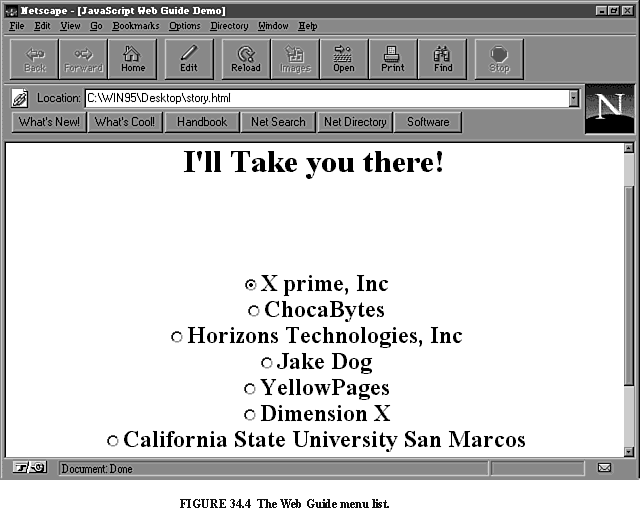 Netscape - [JavaScript Web Guide Demo]
File Edit View Go Bookmarks Options Directory Window Help
Back Forward Home Edit Reload Images Open Print Find Stop
Location: C:\WIN95\Desktop\story.html
N
What's New! What's Cool! Handbook Net Search Net Directory Software
I'll Take you there!
X prime, Inc
ChocaBytes
Horizons Technologies, Inc
Jake Dog
YellowPages
Dimension X
California State University San Marcos
Document: Done
FIGURE 34.4 The Web Guide menu list.